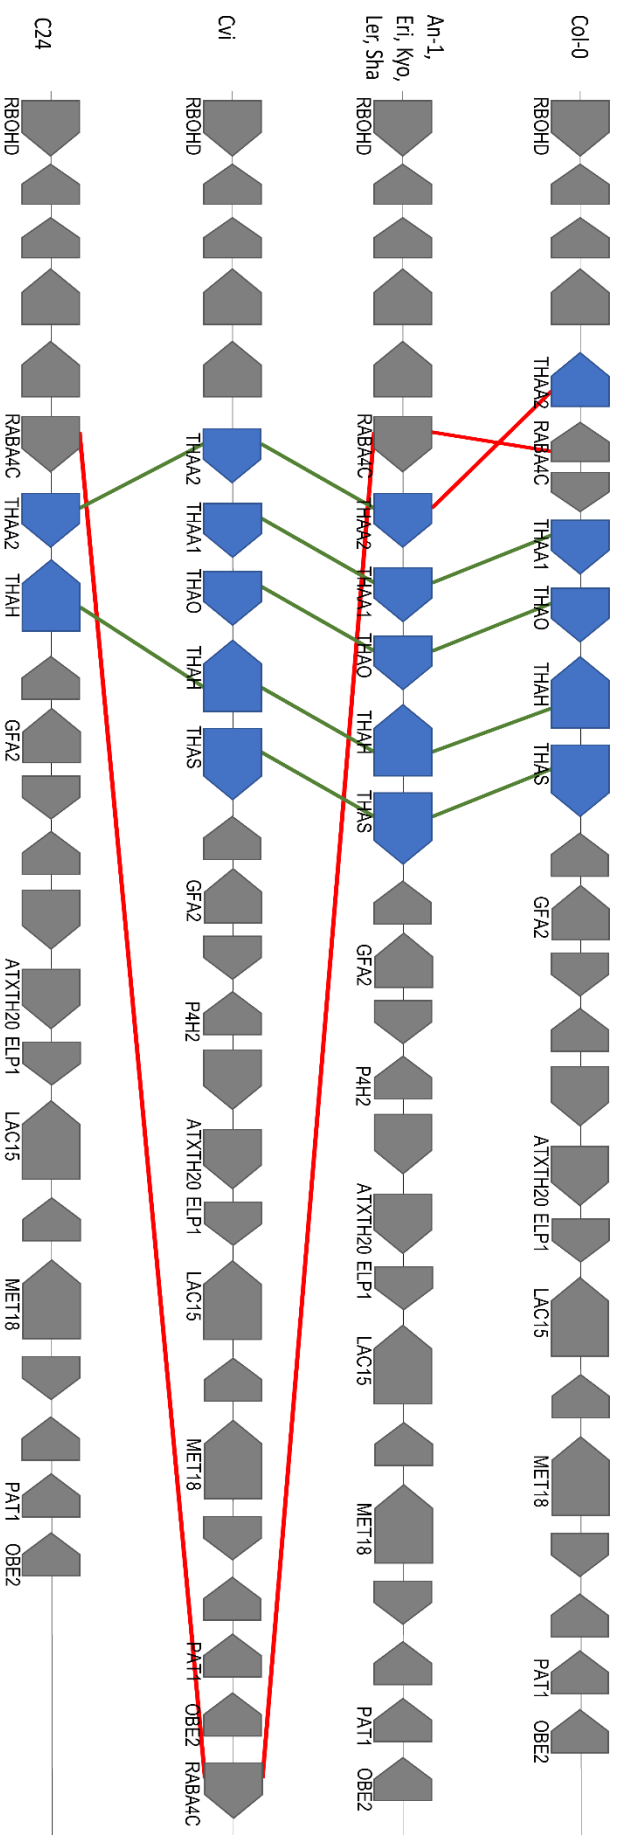 Col-0
RBOHD THAA2 RABA4C THAA1 THAO THAH THAS GFA2 ATXTH20 ELP1 LAC15 MET18 PAT1 OBE2
An-1,
Eri, Kyo,
Ler, Sha
RBOHD RABA4C THAA2 THAA1 THAO THAH THAS GFA2 P4H2 ATXTH20 ELP1 LAC15 MET18 PAT1 OBE2
Cvi
RBOHD THAA2 THAA1 THAO THAH THAS GFA2 P4H2 ATXTH20 ELP1 LAC15 MET18 PAT1 OBE2 RABA4C
C24
RBOHD RABA4C THAA2 THAH GFA2 ATXTH20 ELP1 LAC15 MET18 PAT1 OBE2